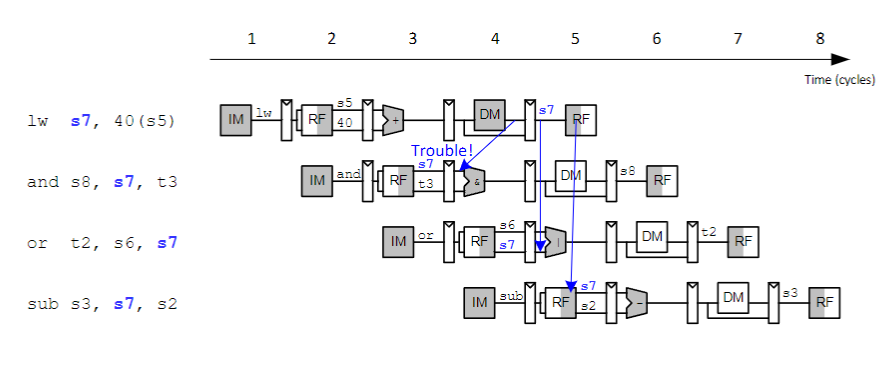 1 2 3 4 5 6 7 8
Time (cycles)
lw s7, 40(s5)
IM lw RF s5 40 + DM s7 RF
Trouble!
and s8, s7, t3
IM and RF s7 t3 & DM s8 RF
or t2, s6, s7
IM or RF s6 s7 | DM t2 RF
sub s3, s7, s2
IM sub RF s7 s2 - DM s3 RF